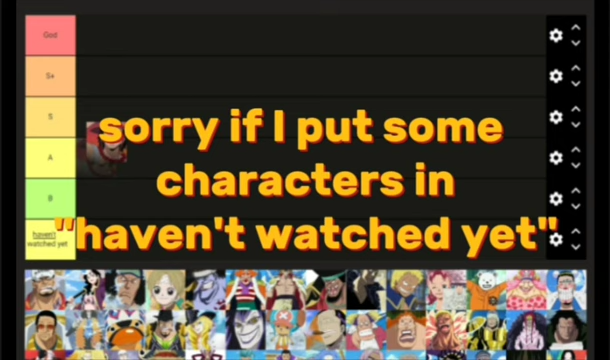 God
S+
S
A
B
haven't
watched yet
sorry if I put some
characters in
"haven't watched yet"